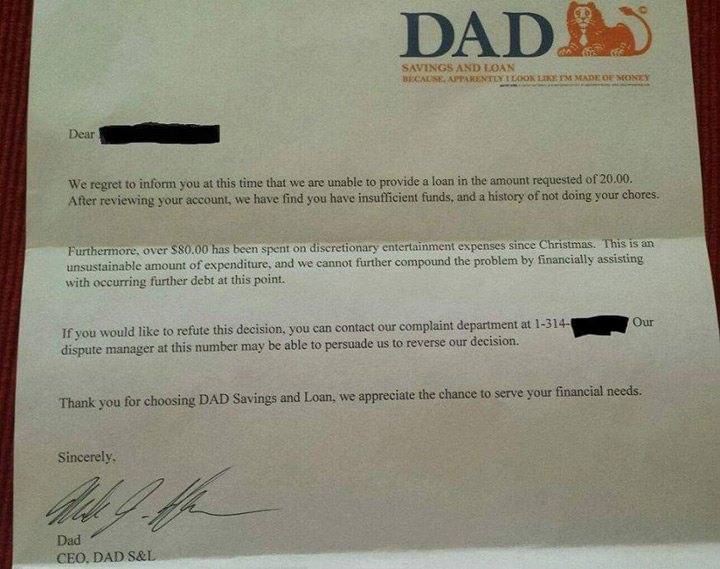 DAD
SAVINGS AND LOAN
BECAUSE, APPARENTLY I LOOK LIKE I'M MADE OF MONEY
Dear
We regret to inform you at this time that we are unable to provide a loan in the amount requested of 20.00.
After reviewing your account, we have find you have insufficient funds, and a history of not doing your chores.
Furthermore, over $80.00 has been spent on discretionary entertainment expenses since Christmas. This is an
unsustainable amount of expenditure, and we cannot further compound the problem by financially assisting
with occurring further debt at this point.
If you would like to refute this decision, you can contact our complaint department at 1-314- Our
dispute manager at this number may be able to persuade us to reverse our decision.
Thank you for choosing DAD Savings and Loan, we appreciate the chance to serve your financial needs.
Sincerely,
Dad
CEO, DAD S&L